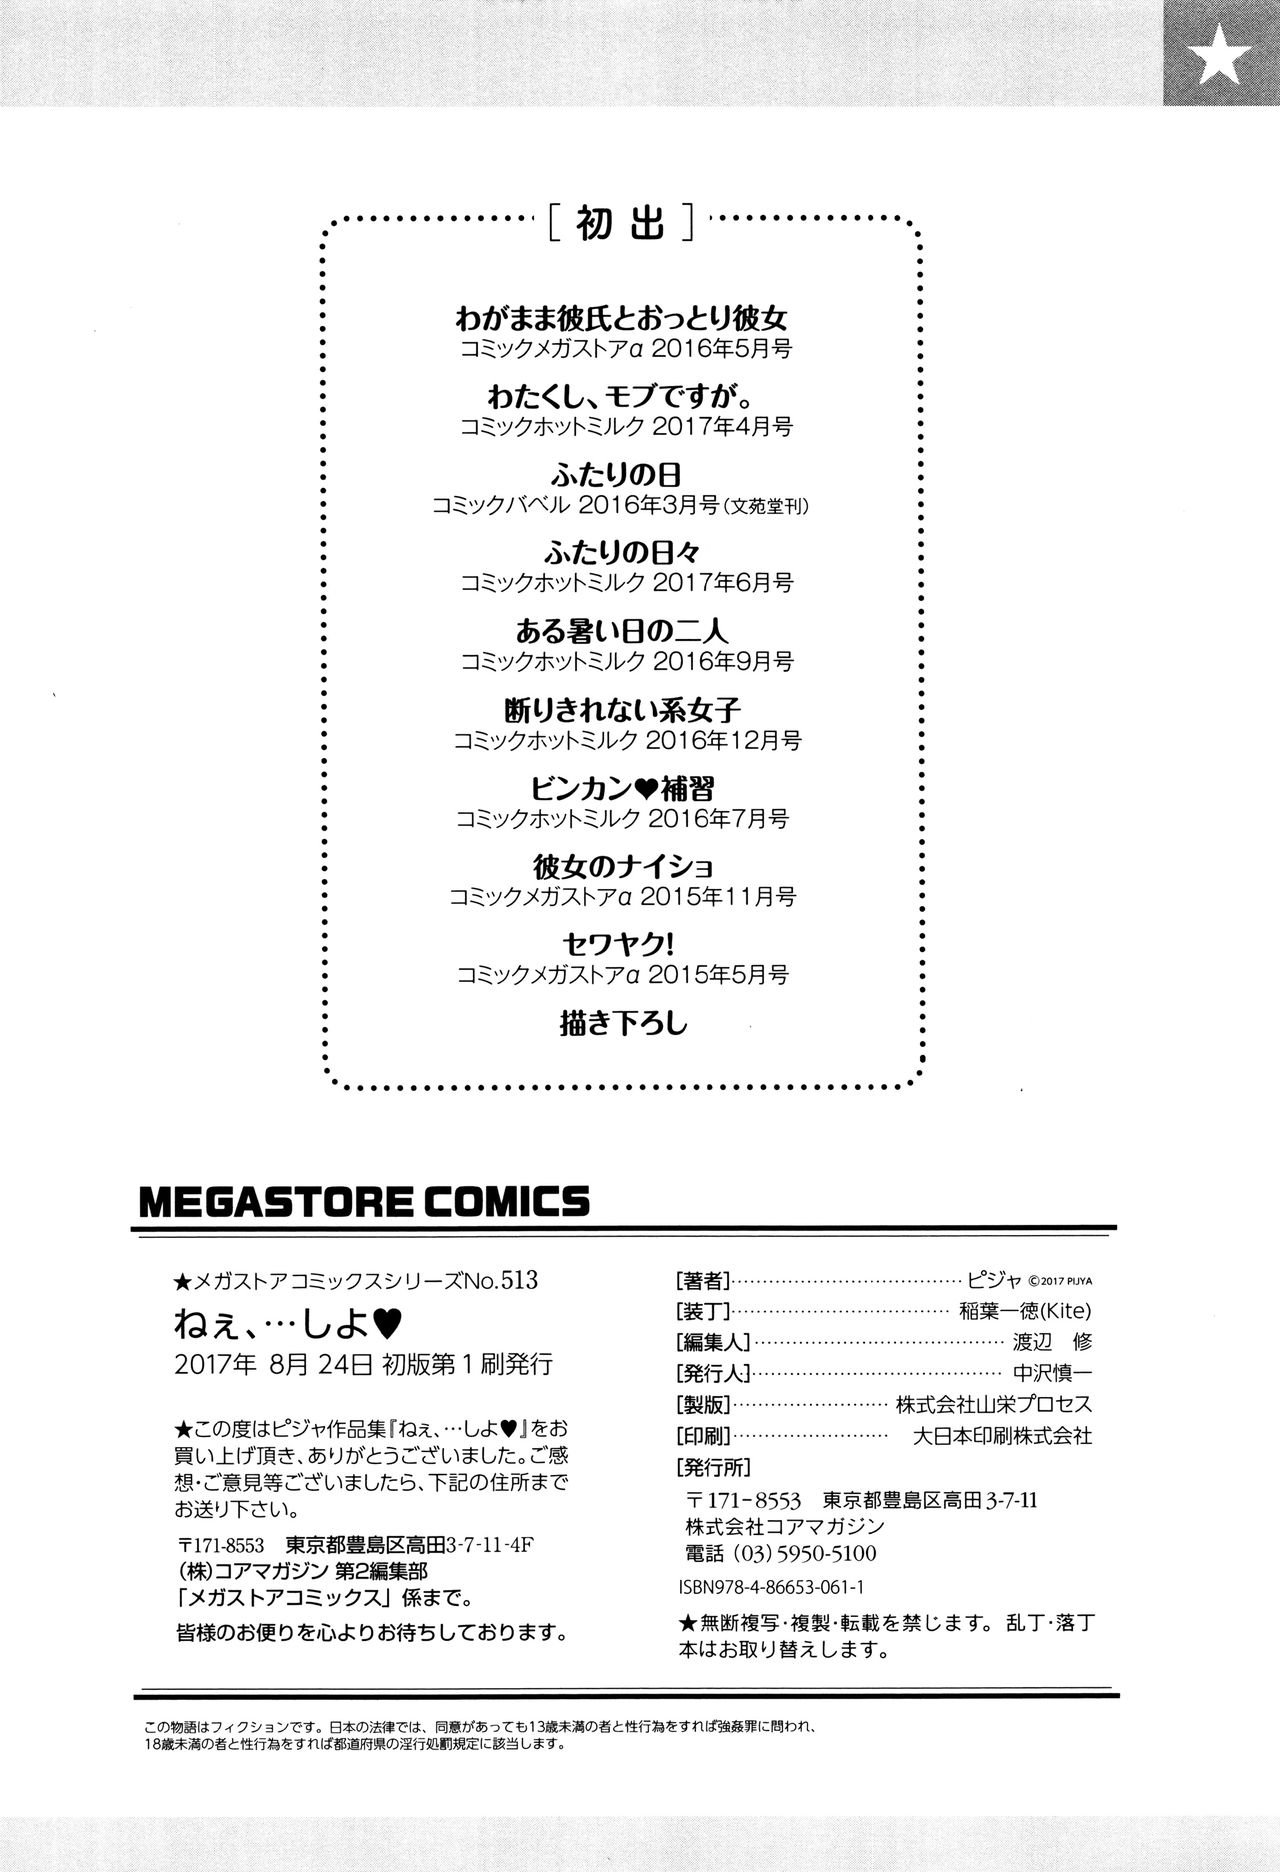 [初出]
わがまま彼氏とおっとり彼女
コミックメガストアα 2016年5月号
わたくし、モブですが。
コミックホットミルク 2017年4月号
ふたりの日
コミックバベル 2016年3月号(文苑堂刊)
ふたりの日々
コミックホットミルク 2017年6月号
ある暑い日の二人
コミックホットミルク 2016年9月号
断りきれない系女子
コミックホットミルク 2016年12月号
ビンカン♥補習
コミックホットミルク 2016年7月号
彼女のナイショ
コミックメガストアα 2015年11月号
セワヤク!
コミックメガストアα 2015年5月号
描き下ろし
MEGASTORE COMICS
★メガストアコミックスシリーズNo.513
ねぇ、…しよ♥
2017年 8月 24日 初版第1刷発行
★この度はピジャ作品集『ねぇ、…しよ♥』をお
買い上げ頂き、ありがとうございました。ご感
想・ご意見等ございましたら、下記の住所まで
お送り下さい。
〒171-8553 東京都豊島区高田3-7-11-4F
(株)コアマガジン 第2編集部
「メガストアコミックス」係まで。
皆様のお便りを心よりお待ちしております。
[著者]…………………………………ピジャ ©2017 PIJYA
[装丁]………………………………稲葉一徳(Kite)
[編集人]……………………………………渡辺 修
[発行人]……………………………………中沢慎一
[製版]……………………株式会社山栄プロセス
[印刷]……………………大日本印刷株式会社
[発行所]
〒171-8553 東京都豊島区高田3-7-11
株式会社コアマガジン
電話 (03)5950-5100
ISBN978-4-86653-061-1
★無断複写・複製・転載を禁じます。乱丁・落丁
本はお取り替えします。
この物語はフィクションです。日本の法律では、同意があっても13歳未満の者と性行為をすれば強姦罪に問われ、
18歳未満の者と性行為をすれば都道府県の淫行処罰規定に該当します。